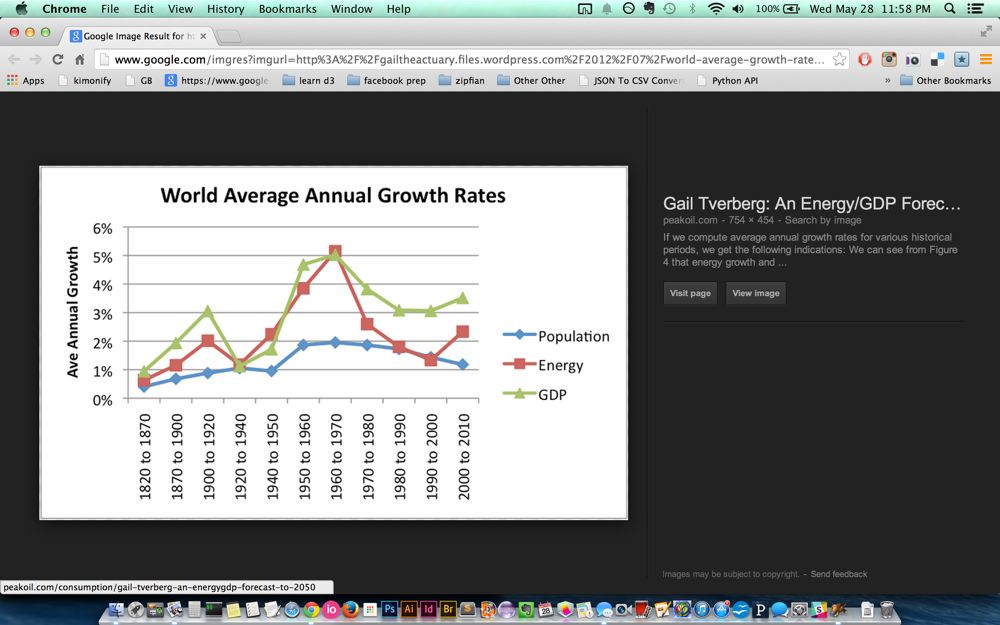 Chrome File Edit View History Bookmarks Window Help 100% Wed May 28 11:58 PM
Google Image Result for ht
www.google.com/imgres?imgurl=http%3A%2F%2Fgailtheactuary.files.wordpress.com%2F2012%2F07%2Fworld-average-growth-rate...
Apps kimonify GB https://www.google learn d3 facebook prep zipfian Other Other JSON To CSV Conver Python API » Other Bookmarks
World Average Annual Growth Rates
Ave Annual Growth
6%
5%
4%
3%
2%
1%
0%
1820 to 1870
1870 to 1900
1900 to 1920
1920 to 1940
1940 to 1950
1950 to 1960
1960 to 1970
1970 to 1980
1980 to 1990
1990 to 2000
2000 to 2010
Population
Energy
GDP
Gail Tverberg: An Energy/GDP Forec...
peakoil.com - 754 × 454 - Search by image
If we compute average annual growth rates for various historical
periods, we get the following indications: We can see from Figure
4 that energy growth and ...
Visit page View image
Images may be subject to copyright. - Send feedback
peakoil.com/consumption/gail-tverberg-an-energygdp-forecast-to-2050
io Ps Ai Id Br S 28 P